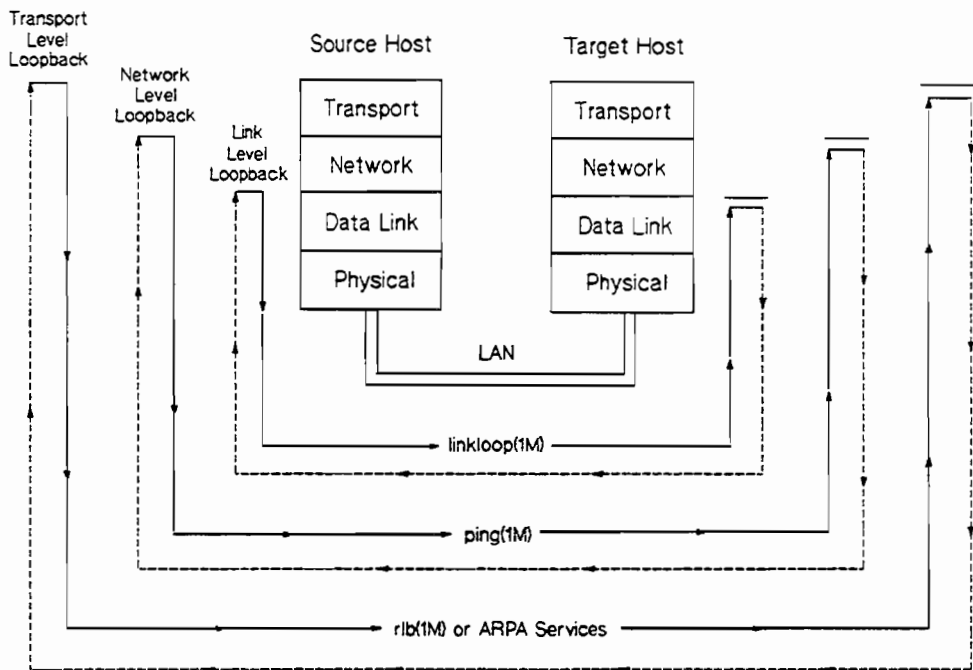 Transport
Level
Loopback
Network
Level
Loopback
Link
Level
Loopback
Source Host
Transport
Network
Data Link
Physical
Target Host
Transport
Network
Data Link
Physical
LAN
linkloop(1M)
ping(1M)
rlb(1M) or ARPA Services